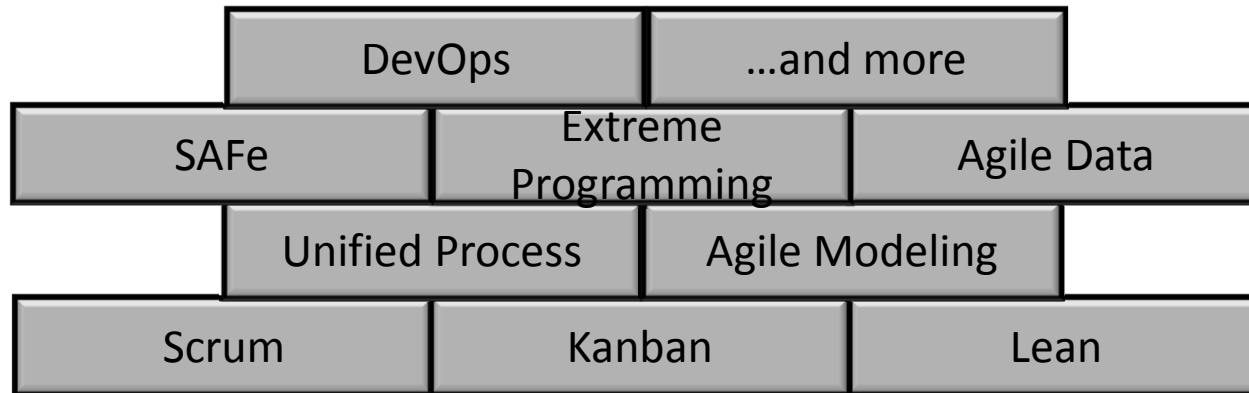 DevOps
…and more
SAFe
Extreme
Programming
Agile Data
Unified Process
Agile Modeling
Scrum
Kanban
Lean